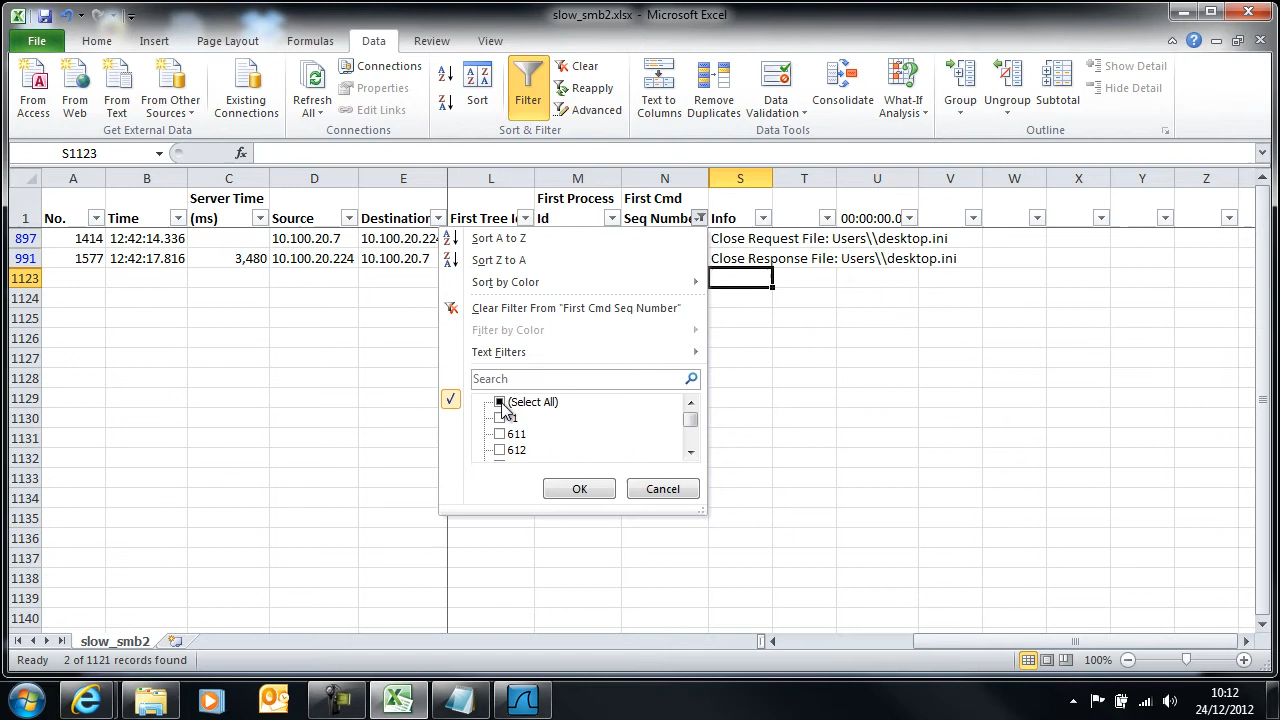 slow_smb2.xlsx - Microsoft Excel
File Home Insert Page Layout Formulas Data Review View
From Access
From Web
From Text
From Other Sources
Existing Connections
Get External Data
Refresh All
Connections
Properties
Edit Links
Connections
Sort
Filter
Clear
Reapply
Advanced
Sort & Filter
Text to Columns
Remove Duplicates
Data Validation
Consolidate
What-If Analysis
Data Tools
Group
Ungroup
Subtotal
Show Detail
Hide Detail
Outline
S1123 fx
A B C D E L M N S T U V W X Y Z
Server Time First Process First Cmd
1 No. Time (ms) Source Destination First Tree Id Id Seq Numbe Info 00:00:00.0
897 1414 12:42:14.336 10.100.20.7 10.100.20.224 Close Request File: Users\\desktop.ini
991 1577 12:42:17.816 3,480 10.100.20.224 10.100.20.7 Close Response File: Users\\desktop.ini
1123
1124
1125
1126
1127
1128
1129
1130
1131
1132
1133
1134
1135
1136
1137
1138
1139
1140
Sort A to Z
Sort Z to A
Sort by Color
Clear Filter From "First Cmd Seq Number"
Filter by Color
Text Filters
Search
(Select All)
611
612
OK Cancel
slow_smb2
Ready 2 of 1121 records found 100%
10:12
24/12/2012